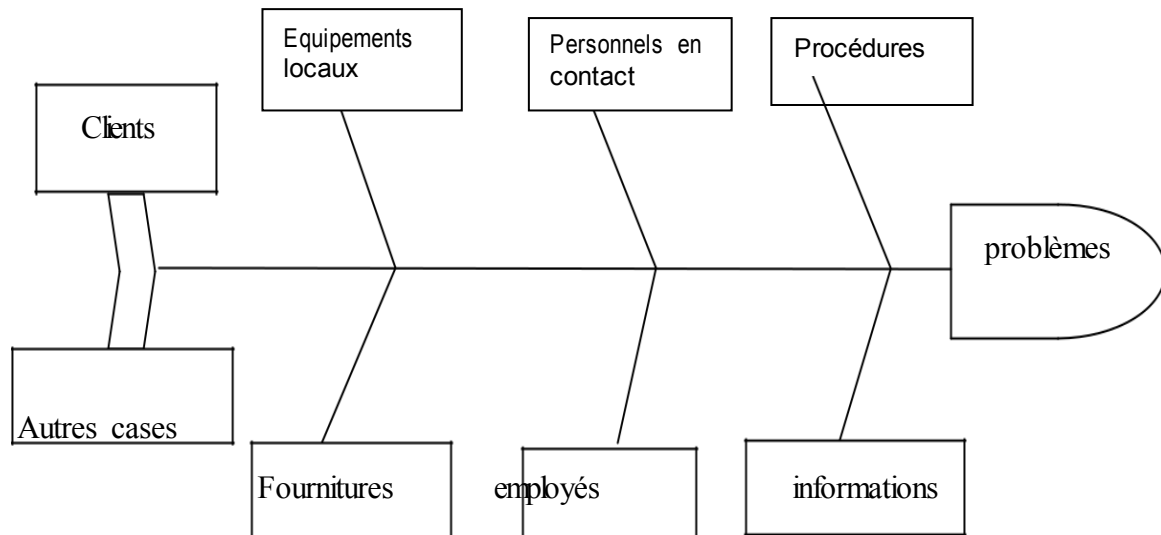 Equipements
locaux
Personnels en
contact
Procédures
Clients
problèmes
Autres cases
Fournitures
employés
informations